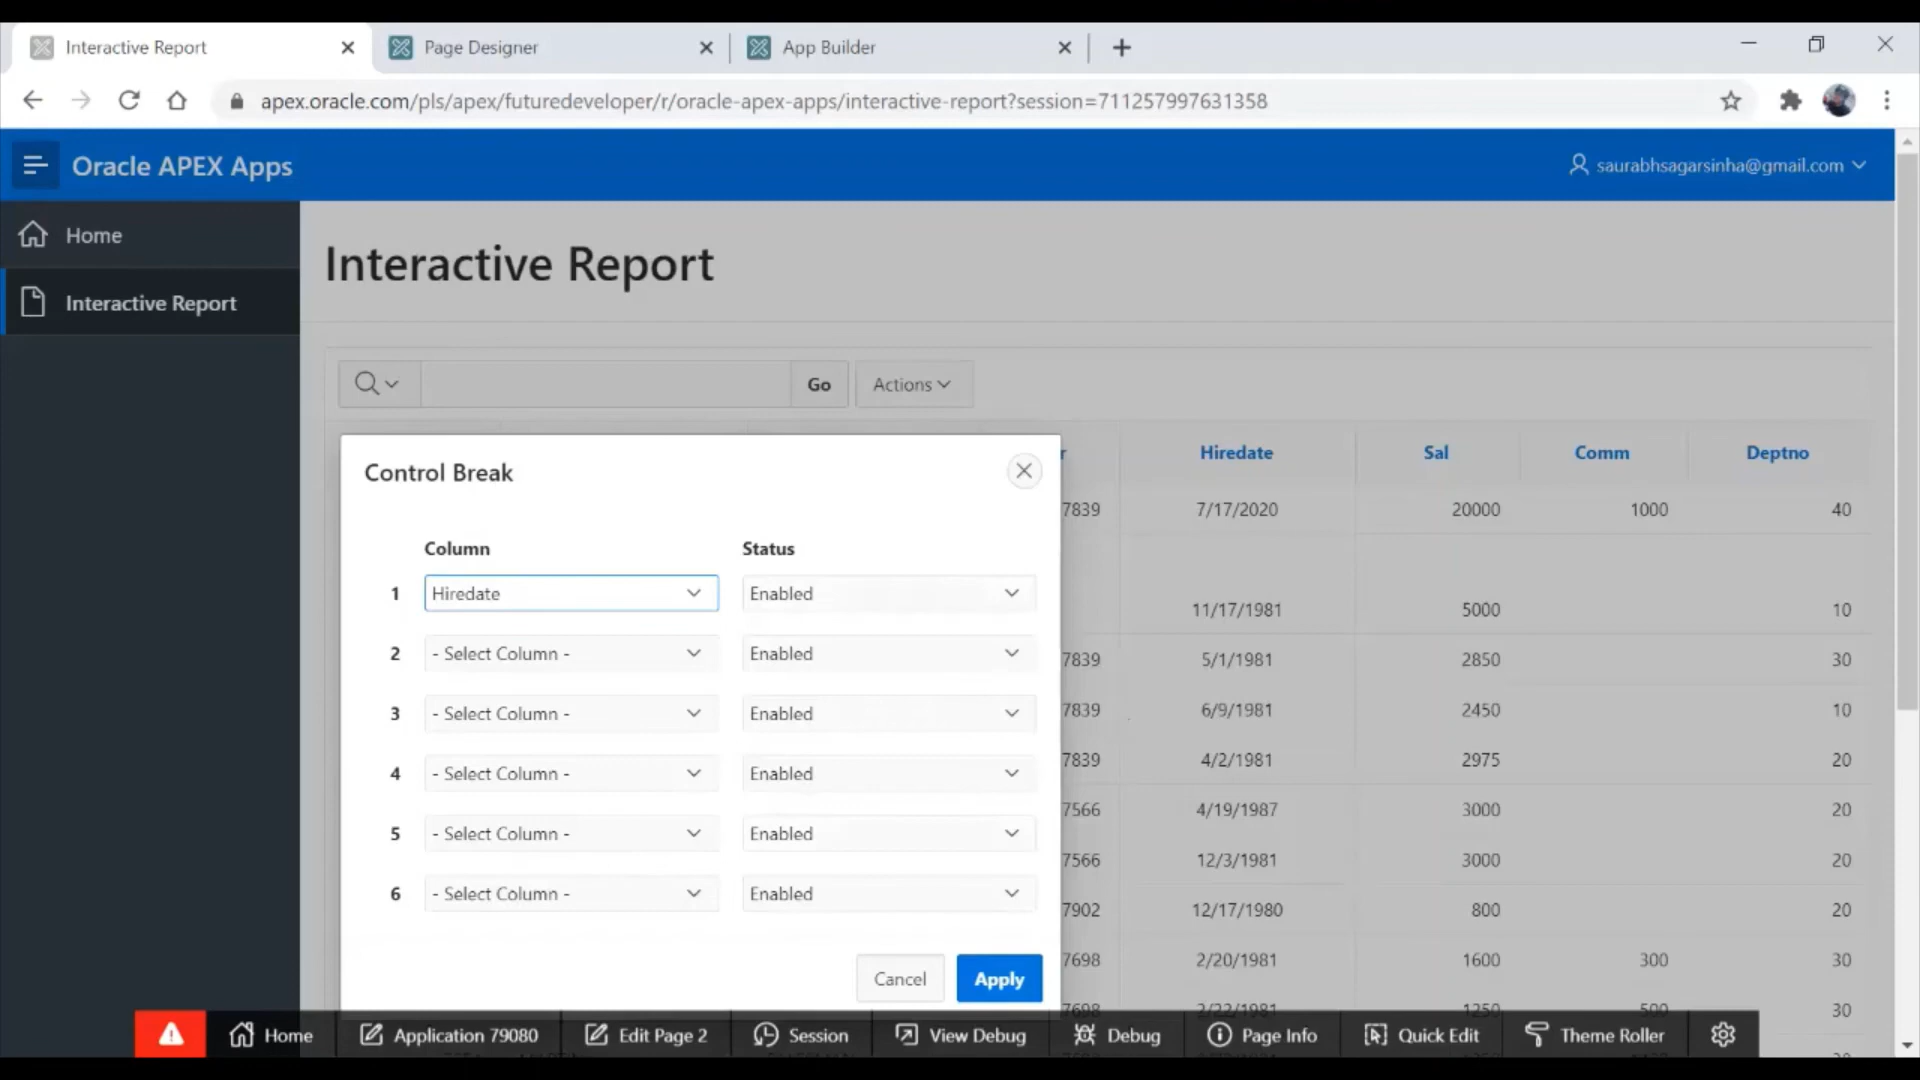 Interactive Report
Page Designer
App Builder
apex.oracle.com/pls/apex/futuredeveloper/r/oracle-apex-apps/interactive-report?session=711257997631358
Oracle APEX Apps
saurabhsagarsinha@gmail.com
Home
Interactive Report
Interactive Report
Go
Actions
r Hiredate Sal Comm Deptno
7839 7/17/2020 20000 1000 40
11/17/1981 5000 10
7839 5/1/1981 2850 30
7839 6/9/1981 2450 10
7839 4/2/1981 2975 20
7566 4/19/1987 3000 20
7566 12/3/1981 3000 20
7902 12/17/1980 800 20
7698 2/20/1981 1600 300 30
7698 2/22/1981 1250 500 30
Control Break
Column Status
1 Hiredate Enabled
2 - Select Column - Enabled
3 - Select Column - Enabled
4 - Select Column - Enabled
5 - Select Column - Enabled
6 - Select Column - Enabled
Cancel Apply
Home Application 79080 Edit Page 2 Session View Debug Debug Page Info Quick Edit Theme Roller